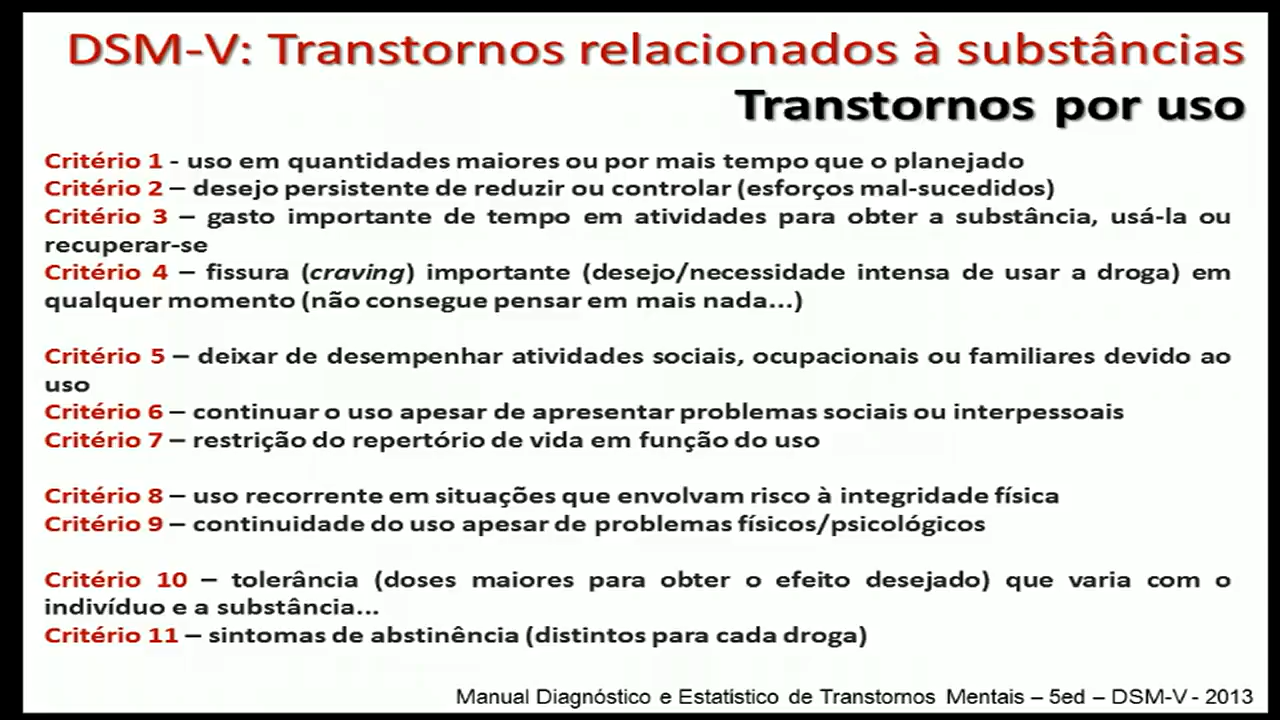 DSM-V: Transtornos relacionados à substâncias
Transtornos por uso
Critério 1 - uso em quantidades maiores ou por mais tempo que o planejado
Critério 2 – desejo persistente de reduzir ou controlar (esforços mal-sucedidos)
Critério 3 – gasto importante de tempo em atividades para obter a substância, usá-la ou
recuperar-se
Critério 4 – fissura (craving) importante (desejo/necessidade intensa de usar a droga) em
qualquer momento (não consegue pensar em mais nada...)
Critério 5 – deixar de desempenhar atividades sociais, ocupacionais ou familiares devido ao
uso
Critério 6 – continuar o uso apesar de apresentar problemas sociais ou interpessoais
Critério 7 – restrição do repertório de vida em função do uso
Critério 8 – uso recorrente em situações que envolvam risco à integridade física
Critério 9 – continuidade do uso apesar de problemas físicos/psicológicos
Critério 10 – tolerância (doses maiores para obter o efeito desejado) que varia com o
indivíduo e a substância...
Critério 11 – sintomas de abstinência (distintos para cada droga)
Manual Diagnóstico e Estatístico de Transtornos Mentais – 5ed – DSM-V - 2013